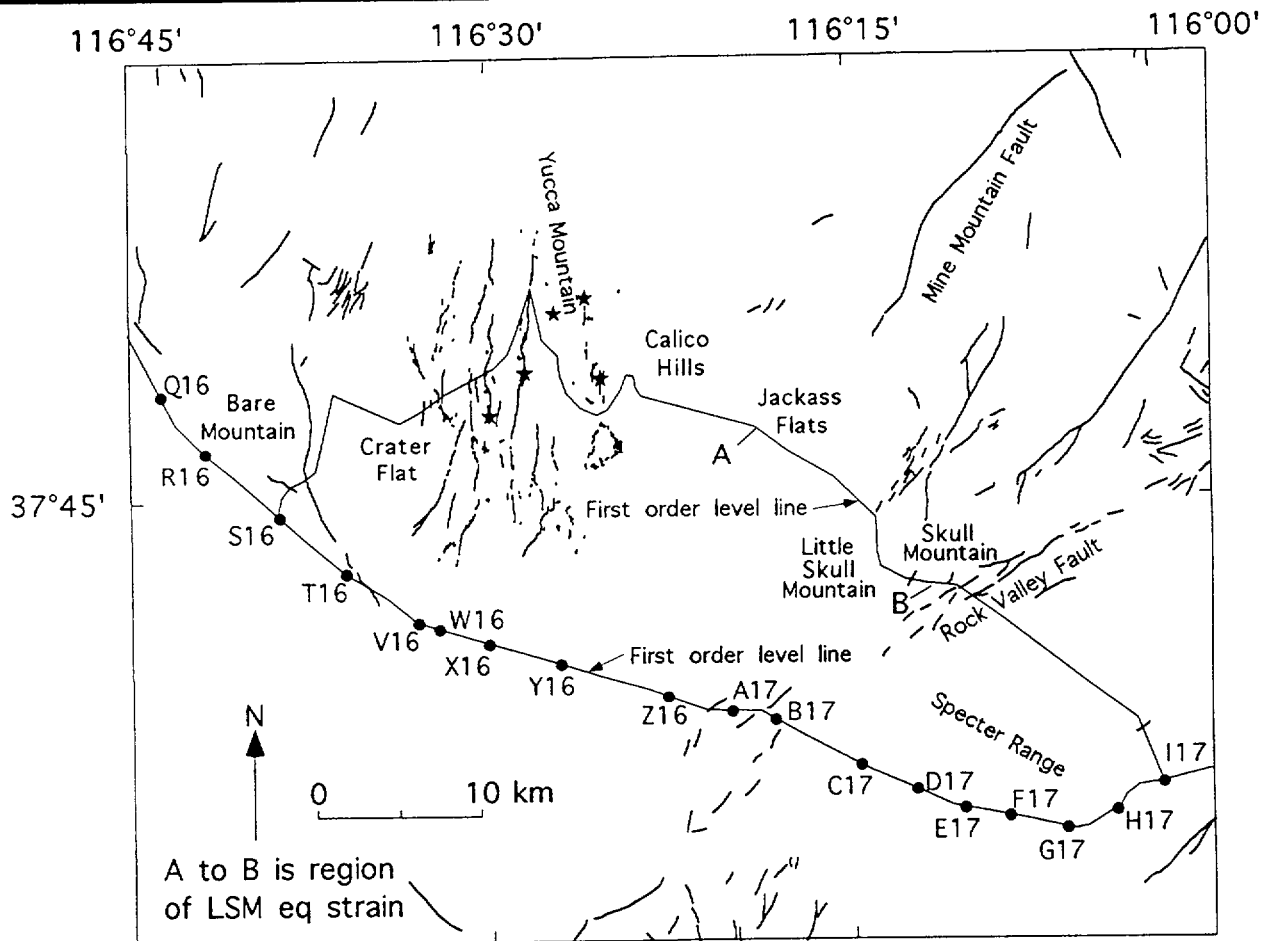 116°45'
116°30'
116°15'
116°00'
Yucca Mountain
Mine Mountain Fault
Calico
Hills
Q16
Bare
Mountain
Jackass
Flats
R16
Crater
Flat
A
37°45'
First order level line
S16
Skull
Mountain
Little
Skull
Mountain
T16
B
Rock Valley Fault
V16
W16
X16
First order level line
Y16
Z16
A17
B17
Specter Range
N
I17
C17
D17
0 10 km
E17
F17
H17
G17
A to B is region
of LSM eq strain